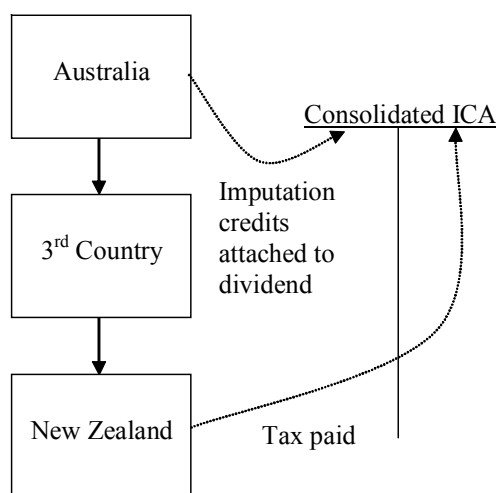 Australia
Consolidated ICA
Imputation
credits
attached to
dividend
3rd Country
New Zealand
Tax paid